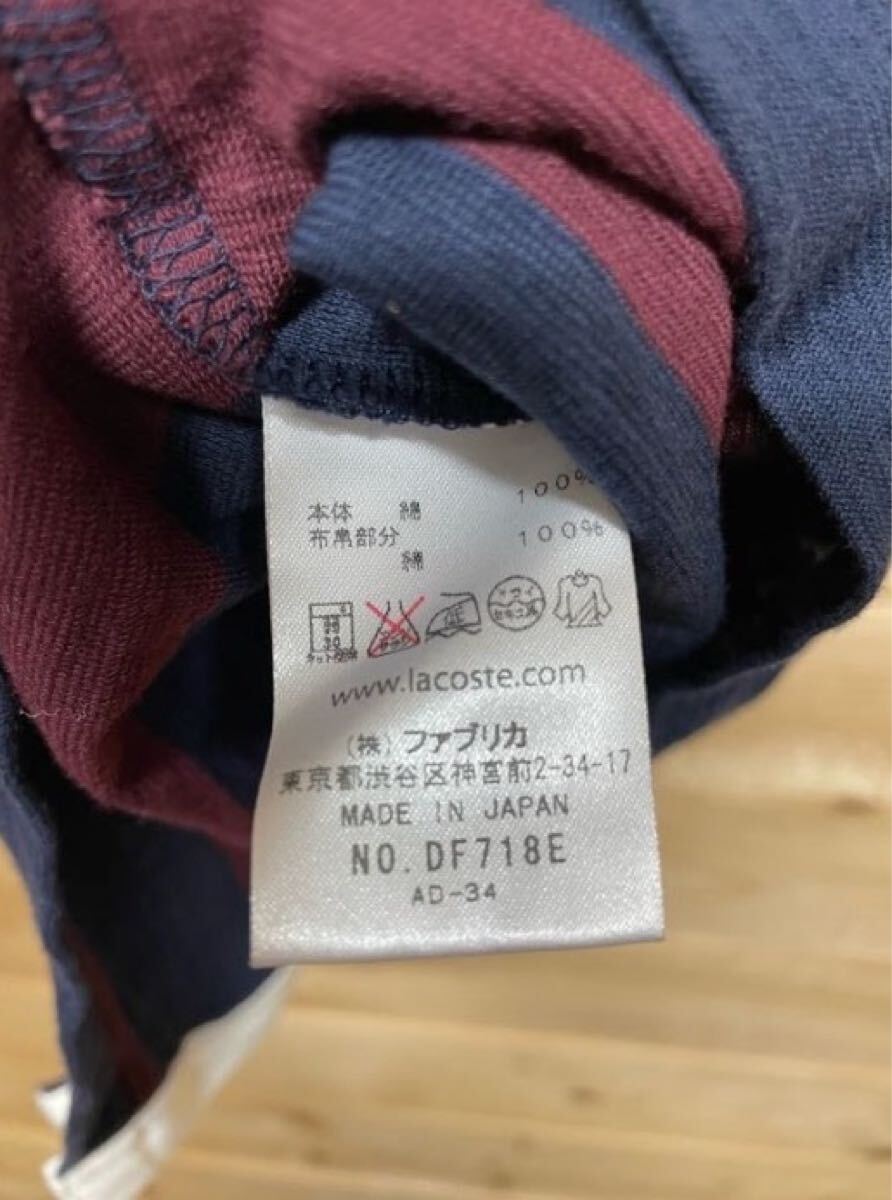 本体 綿 100%
布帛部分 100%
綿
低
www.lacoste.com
(株) ファブリカ
東京都渋谷区神宮前2-34-17
MADE IN JAPAN
NO. DF718E
AD-34